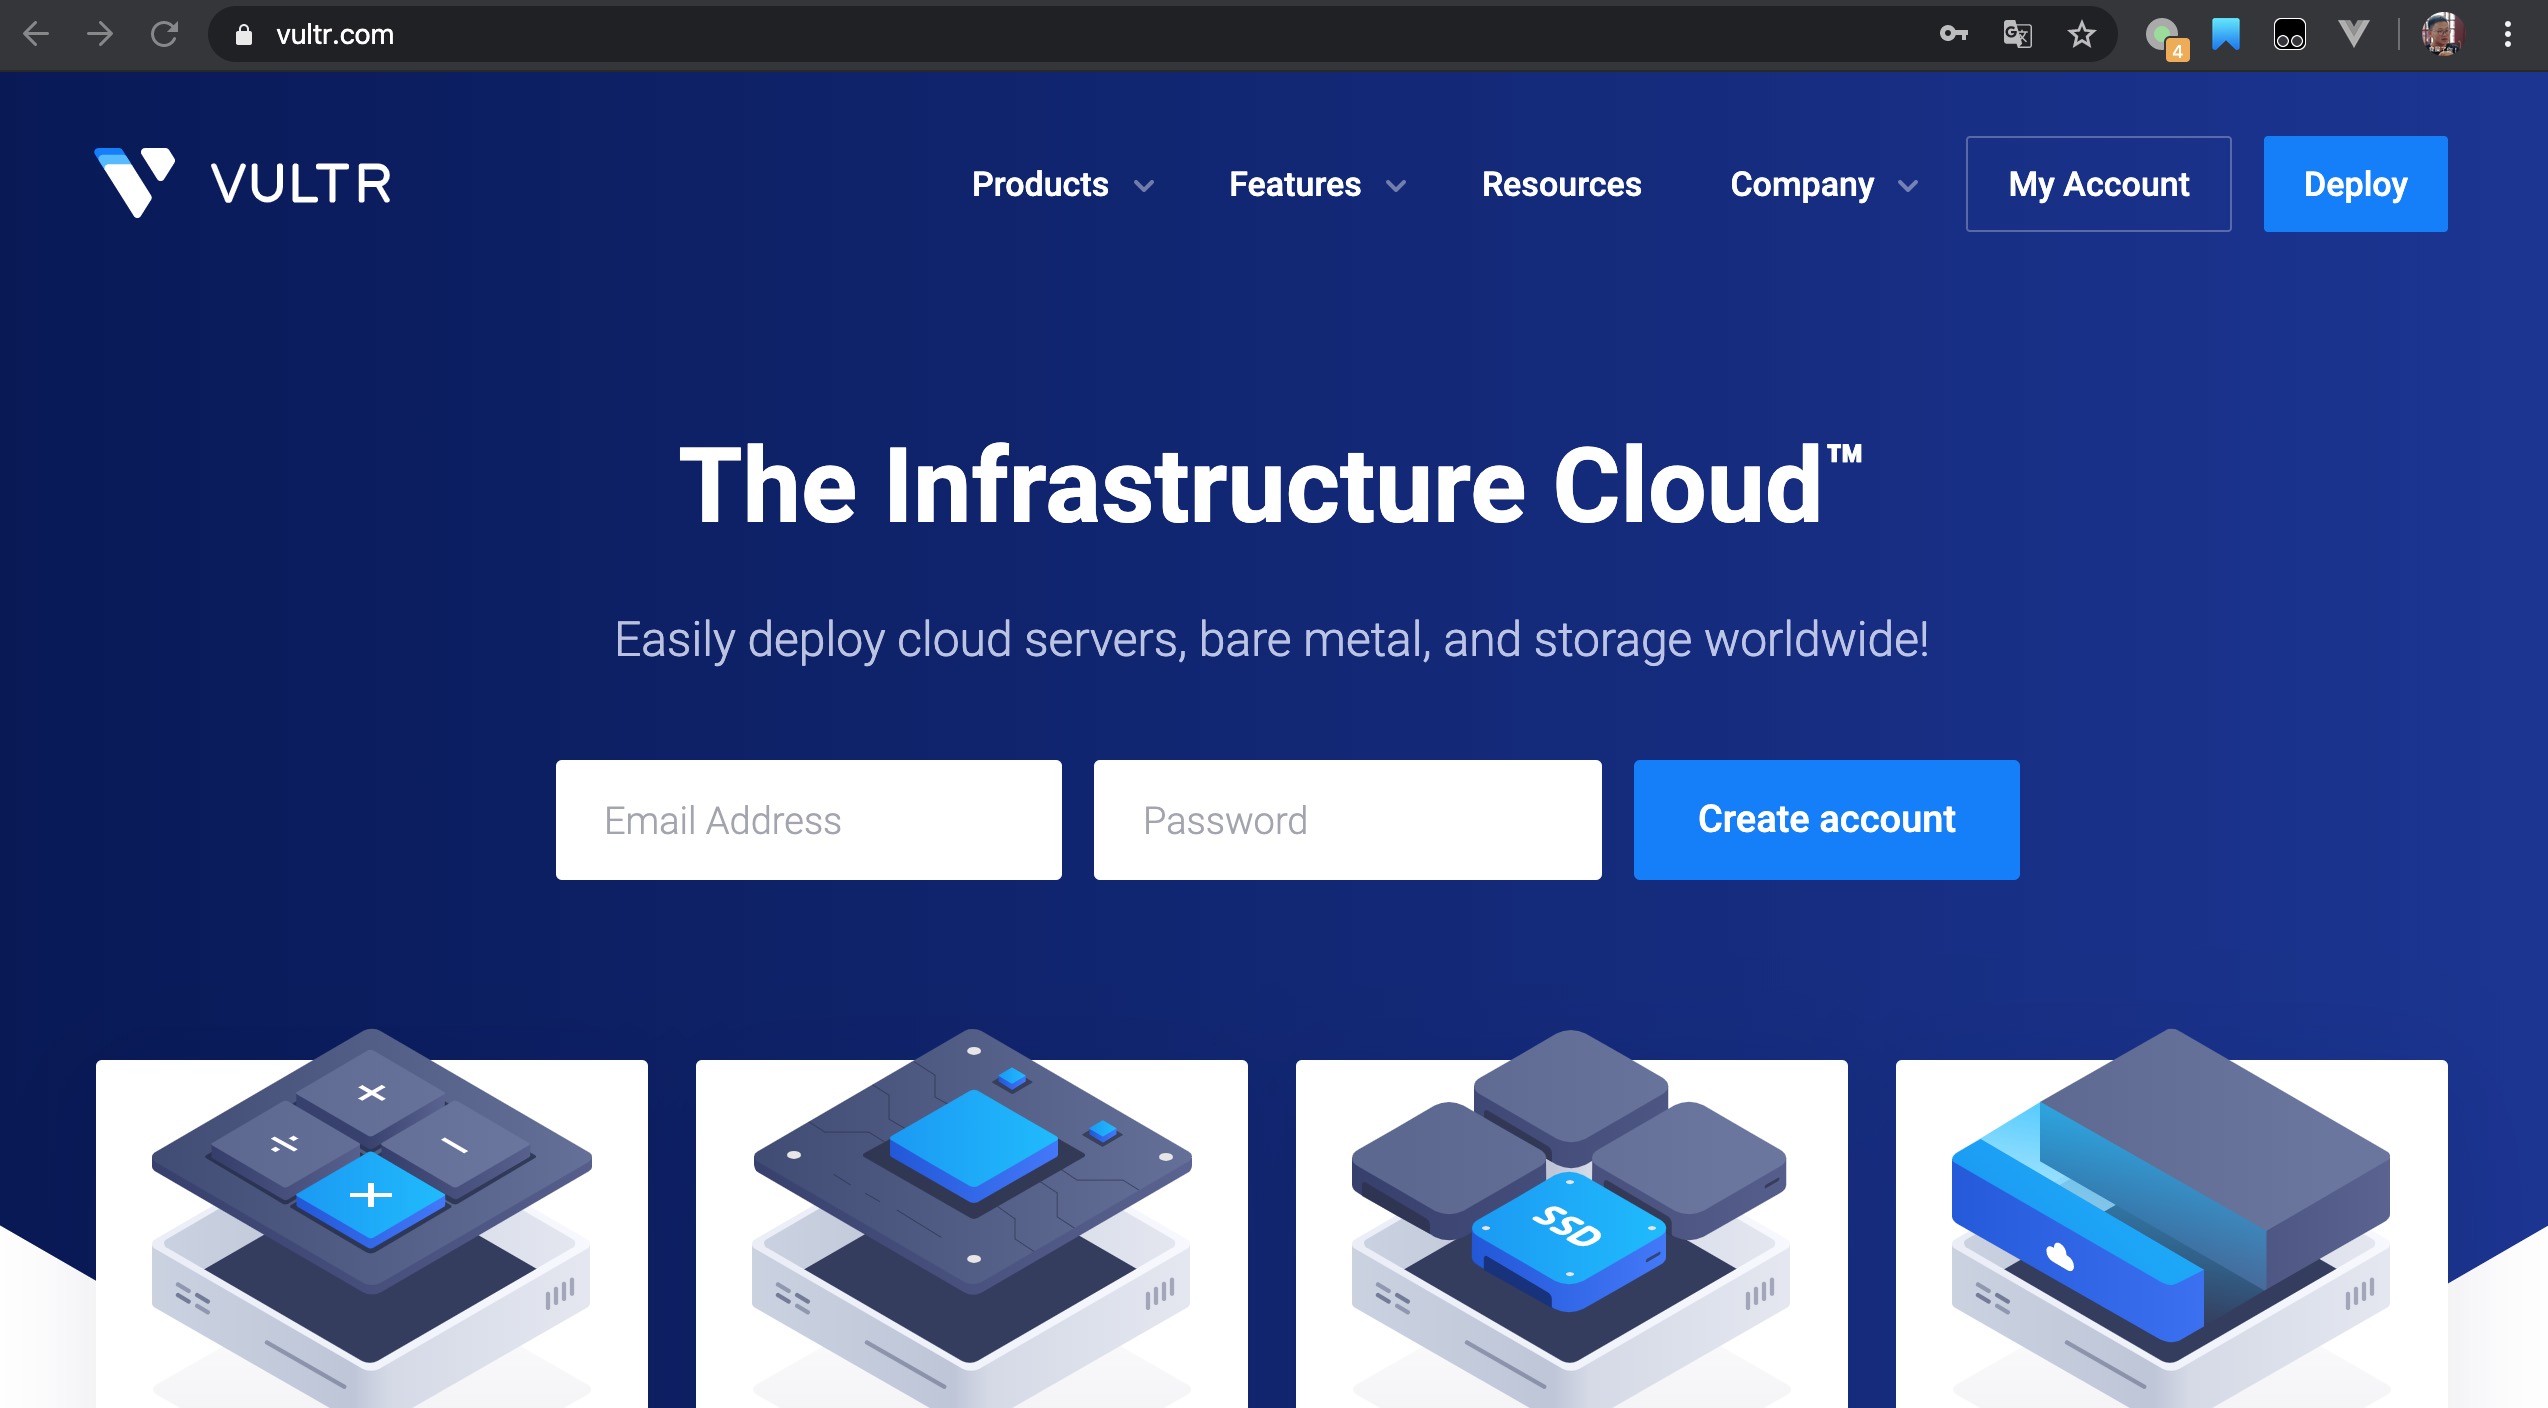 vultr.com
4
VULTR
Products
Features
Resources
Company
My Account
Deploy
The Infrastructure Cloud™
Easily deploy cloud servers, bare metal, and storage worldwide!
Email Address
Password
Create account
×
÷
−
+
SSD